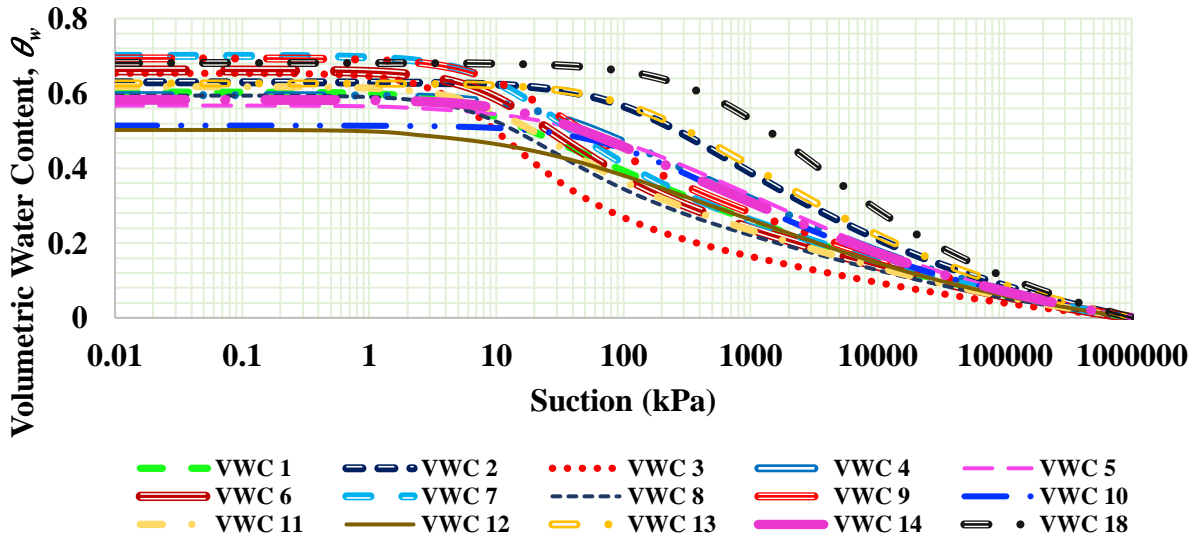 Volumetric Water Content, θw
0.8
0.6
0.4
0.2
0
0.01 0.1 1 10 100 1000 10000 100000 1000000
Suction (kPa)
VWC 1 VWC 2 VWC 3 VWC 4 VWC 5
VWC 6 VWC 7 VWC 8 VWC 9 VWC 10
VWC 11 VWC 12 VWC 13 VWC 14 VWC 18